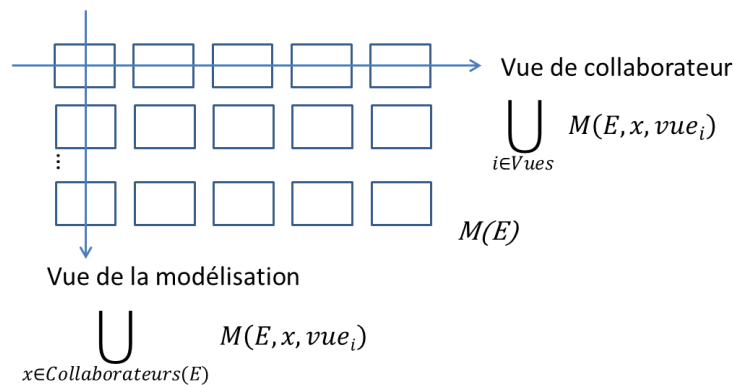 Vue de collaborateur
⋃ M(E, x, vue_i)
i∈Vues
⋮
M(E)
Vue de la modélisation
⋃ M(E, x, vue_i)
x∈Collaborateurs(E)